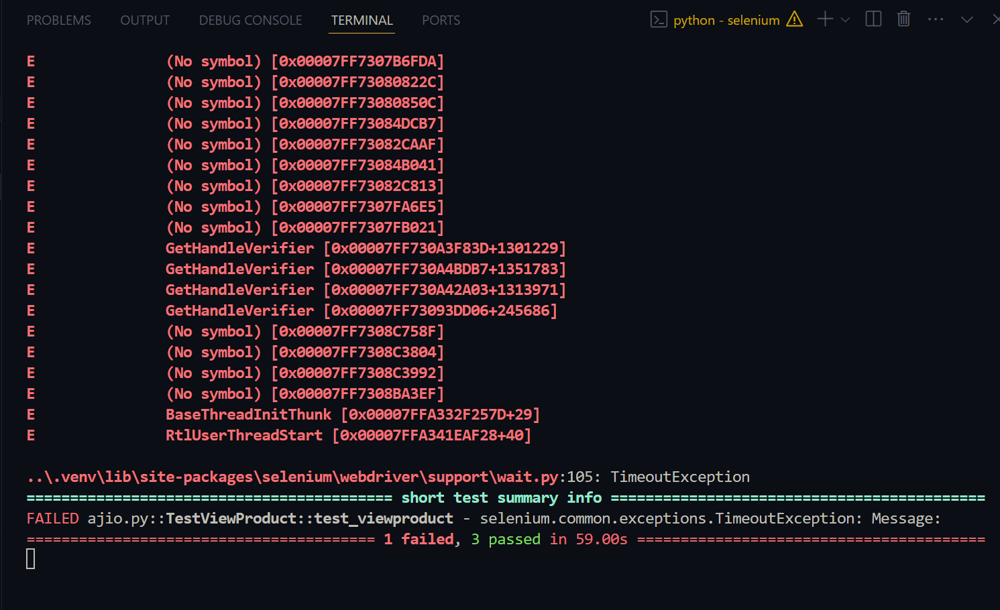 PROBLEMS OUTPUT DEBUG CONSOLE TERMINAL PORTS python - selenium
E (No symbol) [0x00007FF7307B6FDA]
E (No symbol) [0x00007FF73080822C]
E (No symbol) [0x00007FF73080850C]
E (No symbol) [0x00007FF73084DCB7]
E (No symbol) [0x00007FF73082CAAF]
E (No symbol) [0x00007FF73084B041]
E (No symbol) [0x00007FF73082C813]
E (No symbol) [0x00007FF7307FA6E5]
E (No symbol) [0x00007FF7307FB021]
E GetHandleVerifier [0x00007FF730A3F83D+1301229]
E GetHandleVerifier [0x00007FF730A4BDB7+1351783]
E GetHandleVerifier [0x00007FF730A42A03+1313971]
E GetHandleVerifier [0x00007FF73093DD06+245686]
E (No symbol) [0x00007FF7308C758F]
E (No symbol) [0x00007FF7308C3804]
E (No symbol) [0x00007FF7308C3992]
E (No symbol) [0x00007FF7308BA3EF]
E BaseThreadInitThunk [0x00007FFA332F257D+29]
E RtlUserThreadStart [0x00007FFA341EAF28+40]
..\.venv\lib\site-packages\selenium\webdriver\support\wait.py:105: TimeoutException
========================================== short test summary info ===========================================
FAILED ajio.py::TestViewProduct::test_viewproduct - selenium.common.exceptions.TimeoutException: Message:
======================================== 1 failed, 3 passed in 59.00s ========================================